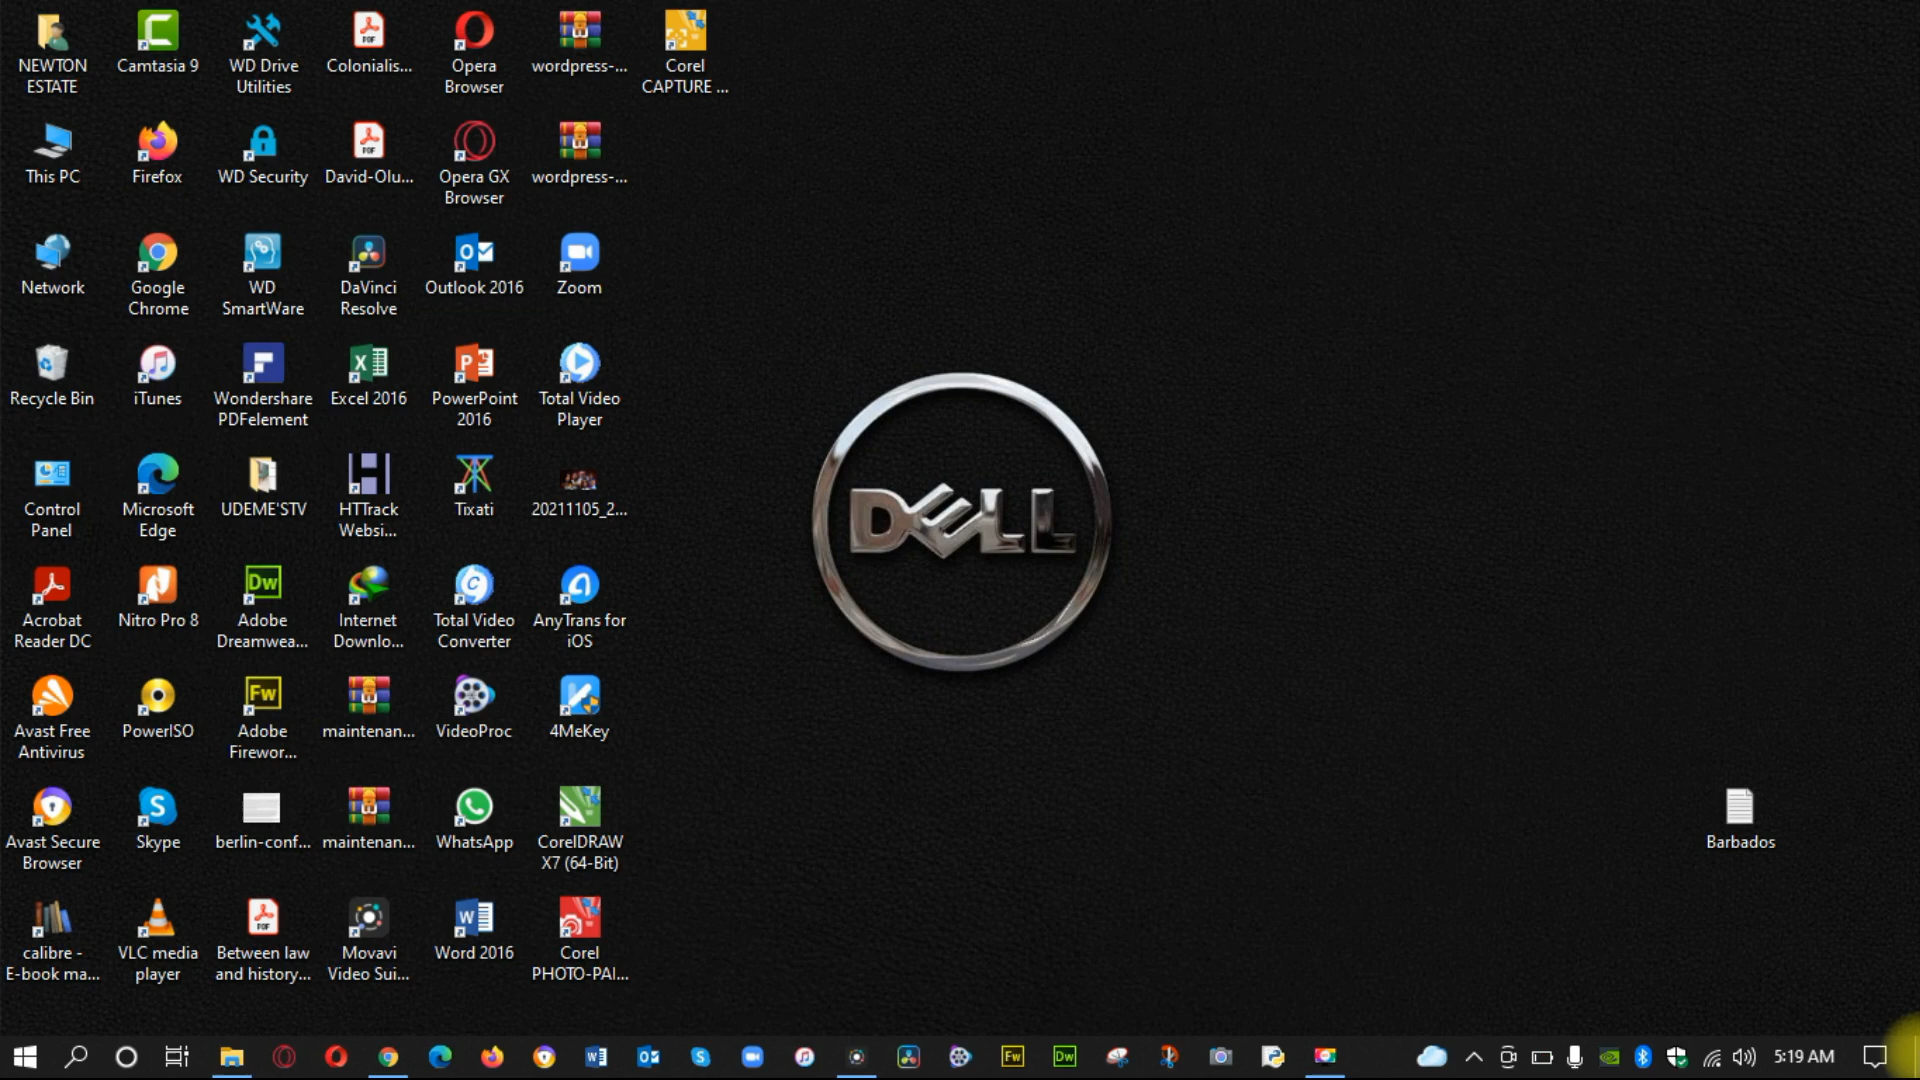 NEWTON
ESTATE
Camtasia 9
WD Drive
Utilities
Colonialis...
Opera
Browser
wordpress-...
Corel
CAPTURE ...
This PC
Firefox
WD Security
David-Olu...
Opera GX
Browser
wordpress-...
Network
Google
Chrome
WD
SmartWare
DaVinci
Resolve
Outlook 2016
Zoom
Recycle Bin
iTunes
Wondershare
PDFelement
Excel 2016
PowerPoint
2016
Total Video
Player
Control
Panel
Microsoft
Edge
UDEME'STV
HTTrack
Websi...
Tixati
20211105_2...
DELL
Acrobat
Reader DC
Nitro Pro 8
Adobe
Dreamwea...
Internet
Downlo...
Total Video
Converter
AnyTrans for
iOS
Avast Free
Antivirus
PowerISO
Adobe
Firewor...
maintenan...
VideoProc
4MeKey
Avast Secure
Browser
Skype
berlin-conf...
maintenan...
WhatsApp
CorelDRAW
X7 (64-Bit)
Barbados
calibre -
E-book ma...
VLC media
player
Between law
and history...
Movavi
Video Sui...
Word 2016
Corel
PHOTO-PAI...
5:19 AM